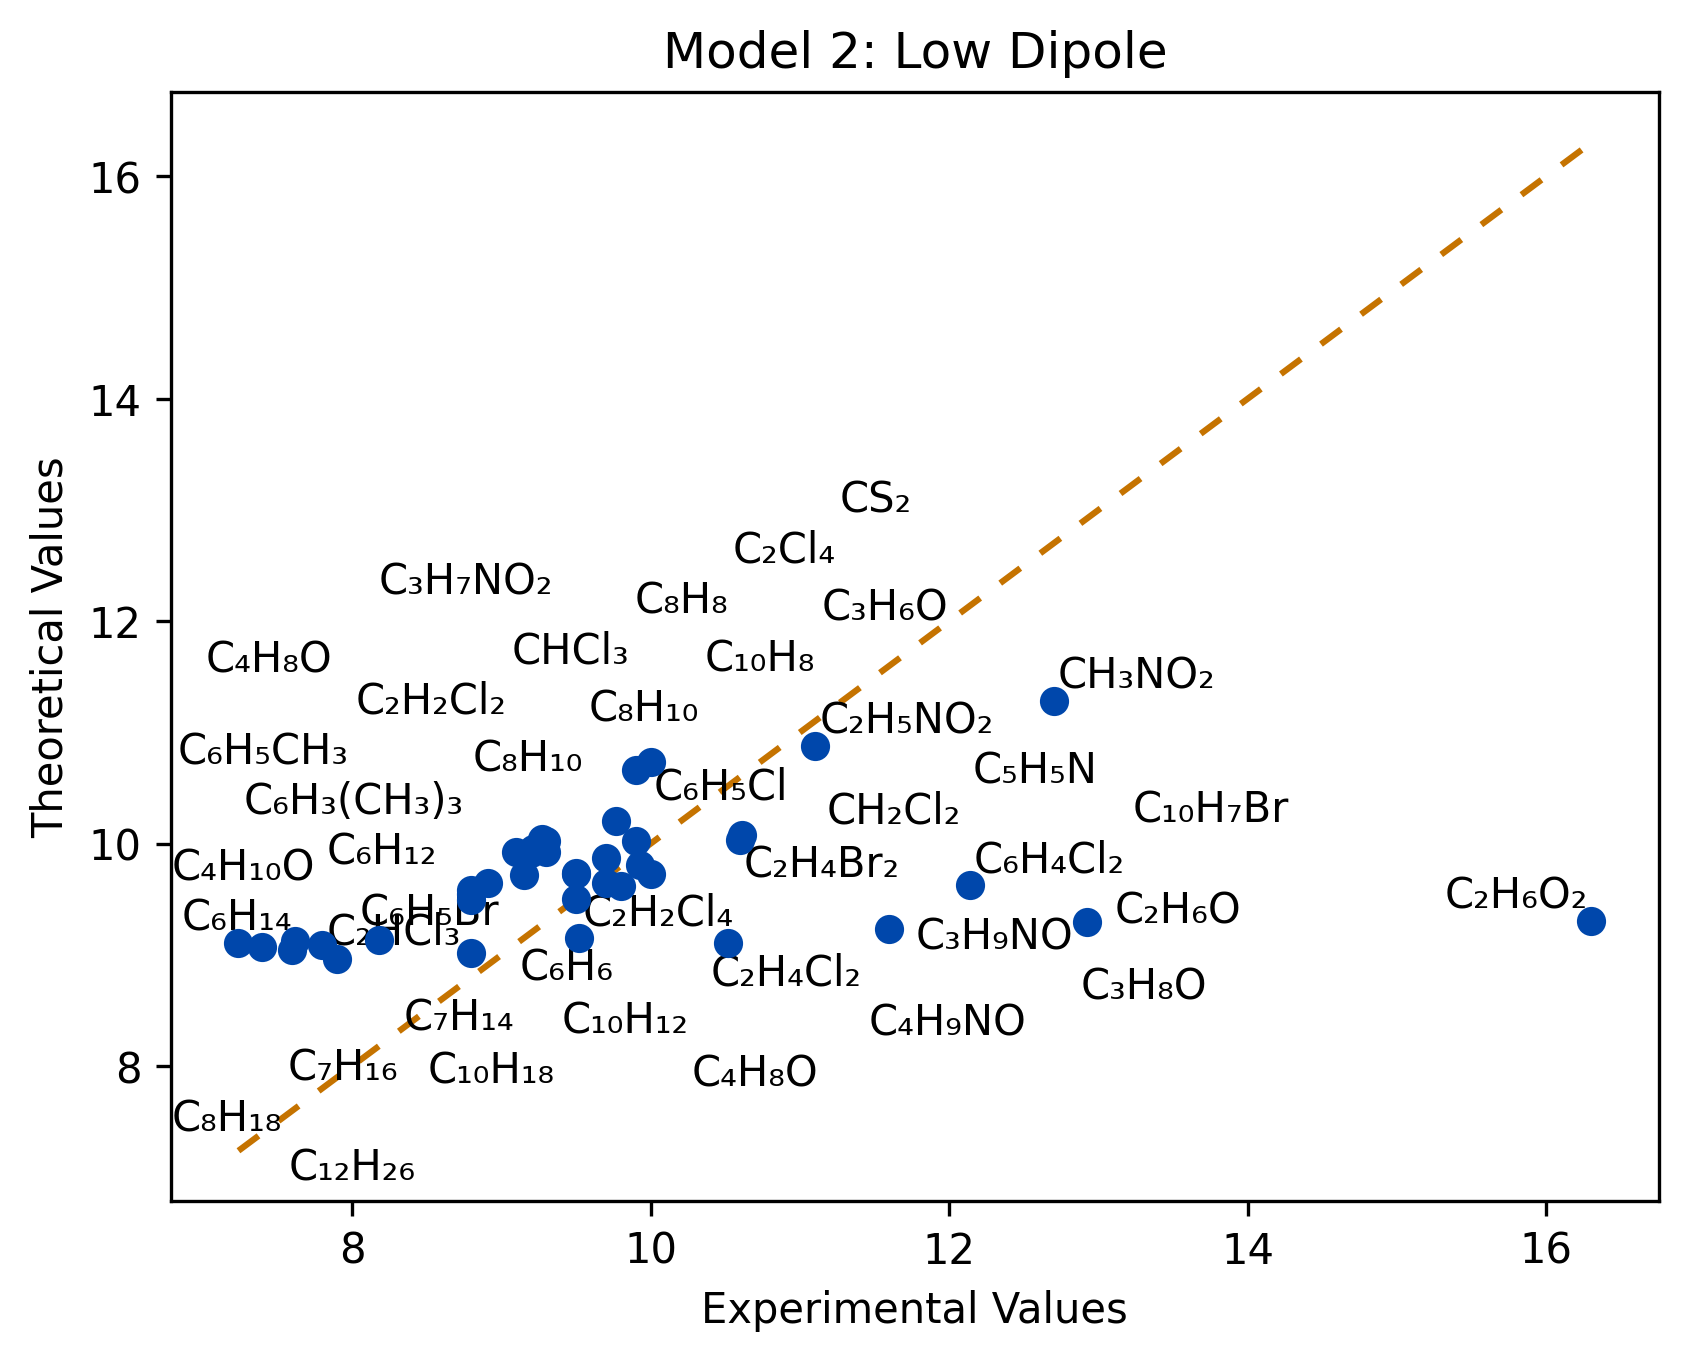 Model 2: Low Dipole
Theoretical Values
16
14
12
10
8
CS₂
C₂Cl₄
C₃H₇NO₂
C₈H₈
C₃H₆O
CHCl₃
C₄H₈O
C₁₀H₈
CH₃NO₂
C₂H₂Cl₂
C₈H₁₀
C₂H₅NO₂
C₆H₅CH₃
C₈H₁₀
C₅H₅N
C₆H₅Cl
C₆H₃(CH₃)₃
CH₂Cl₂
C₁₀H₇Br
C₆H₁₂
C₄H₁₀O
C₂H₄Br₂
C₆H₄Cl₂
C₂H₆O₂
C₆H₁₄
C₆H₅Br
C₂H₂Cl₄
C₂H₆O
C₂HCl₃
C₃H₉NO
C₆H₆
C₂H₄Cl₂
C₃H₈O
C₇H₁₄
C₁₀H₁₂
C₄H₉NO
C₇H₁₆
C₁₀H₁₈
C₄H₈O
C₈H₁₈
C₁₂H₂₆
8
10
12
14
16
Experimental Values